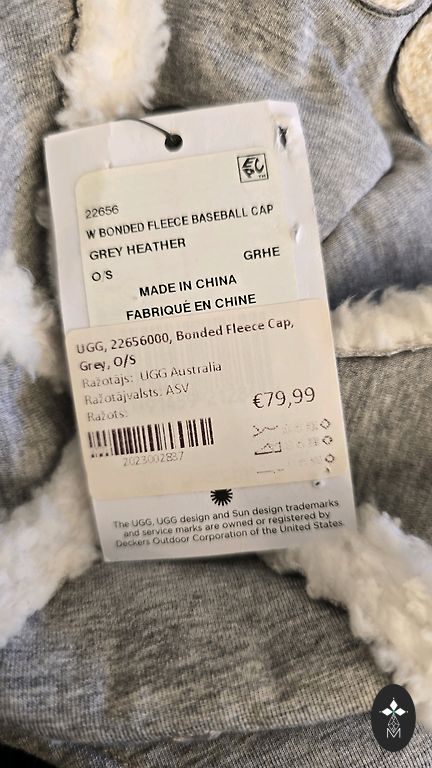 22656
W BONDED FLEECE BASEBALL CAP
GREY HEATHER GRHE
O/S
MADE IN CHINA
FABRIQUÉ EN CHINE
UGG, 22656000, Bonded Fleece Cap,
Grey, O/S
Ražotājs: UGG Australia
Ražotājvalsts: ASV
Ražots:
€79,99
2023002837
The UGG, UGG design and Sun design trademarks
and service marks are owned or registered by
Deckers Outdoor Corporation of the United States.